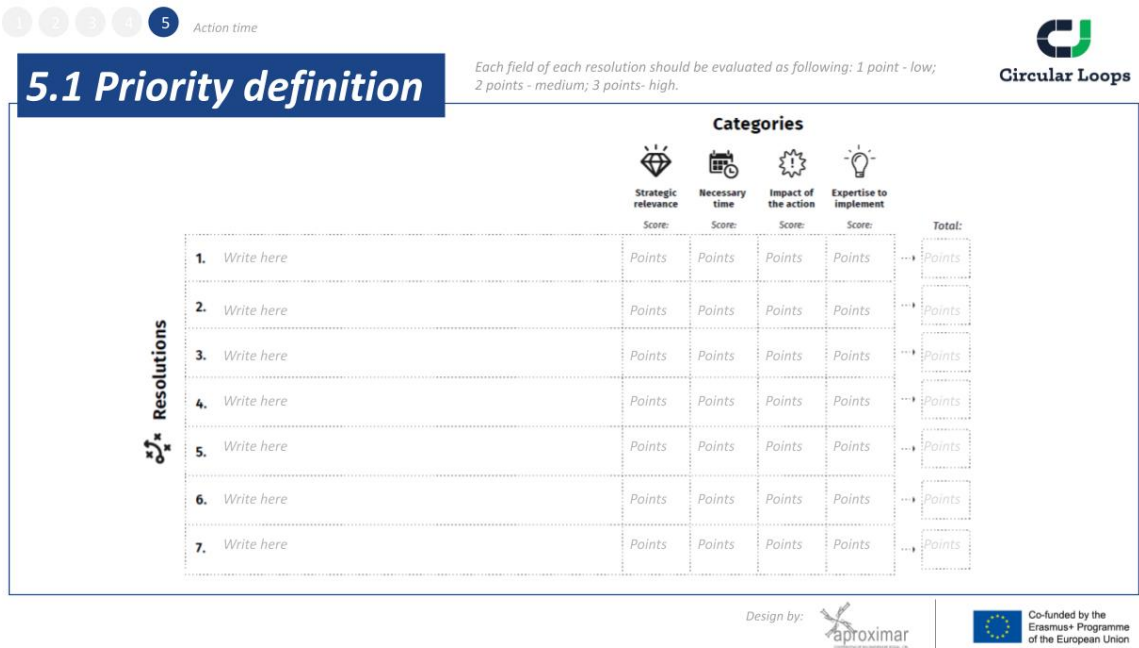 1 2 3 4 5 Action time
Circular Loops
5.1 Priority definition
Each field of each resolution should be evaluated as following: 1 point - low;
2 points - medium; 3 points- high.
Categories
Strategic relevance
Necessary time
Impact of the action
Expertise to implement
Score: Score: Score: Score: Total:
Resolutions
1. Write here Points Points Points Points Points
2. Write here Points Points Points Points Points
3. Write here Points Points Points Points Points
4. Write here Points Points Points Points Points
5. Write here Points Points Points Points Points
6. Write here Points Points Points Points Points
7. Write here Points Points Points Points Points
Design by:
aproximar
Co-funded by the
Erasmus+ Programme
of the European Union